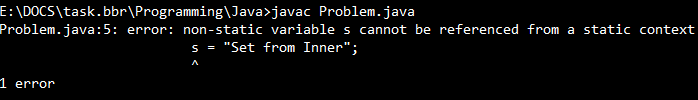 E:\DOCS\task.bbr\Programming\Java>javac Problem.java
Problem.java:5: error: non-static variable s cannot be referenced from a static context
s = "Set from Inner";
^
1 error